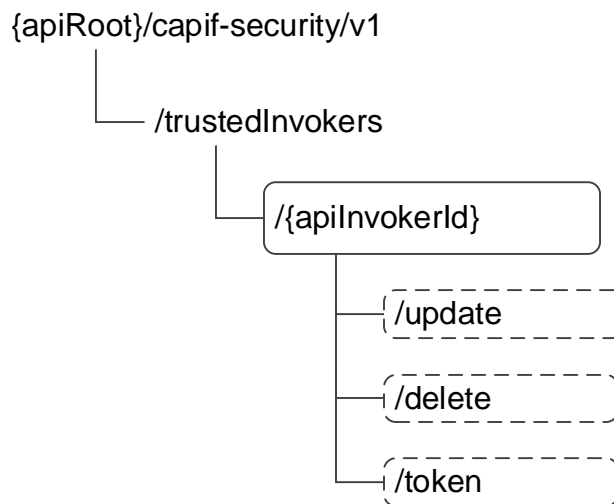 {apiRoot}/capif-security/v1
/trustedInvokers
/{apiInvokerId}
/update
/delete
/token